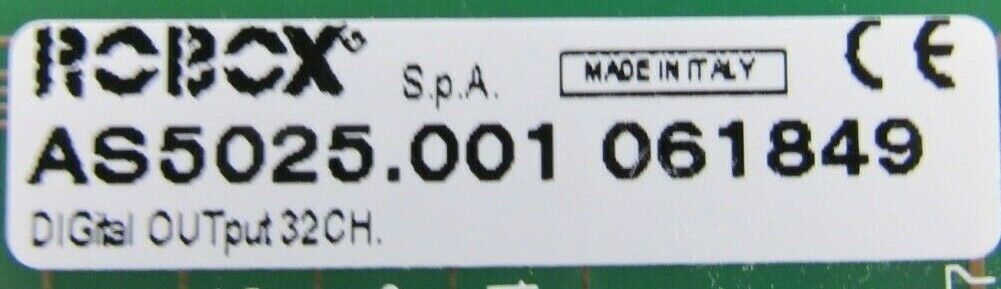 ROBOX S.p.A. MADE IN ITALY CE
AS5025.001 061849
DIGital OUTput 32CH.